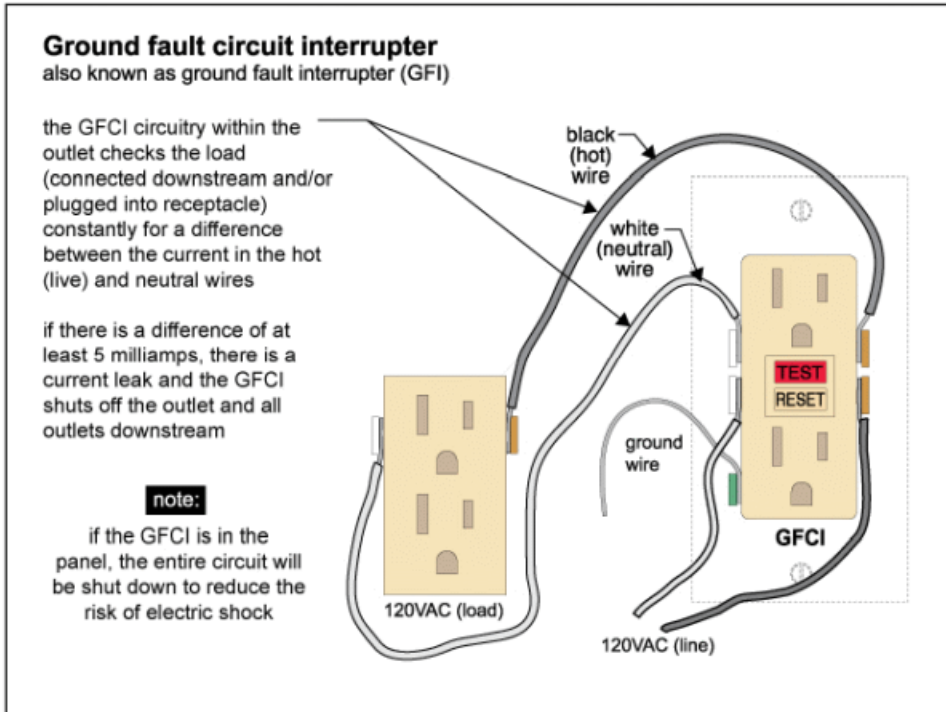 Ground fault circuit interrupter
also known as ground fault interrupter (GFI)
the GFCI circuitry within the
outlet checks the load
(connected downstream and/or
plugged into receptacle)
constantly for a difference
between the current in the hot
(live) and neutral wires
if there is a difference of at
least 5 milliamps, there is a
current leak and the GFCI
shuts off the outlet and all
outlets downstream
note:
if the GFCI is in the
panel, the entire circuit will
be shut down to reduce the
risk of electric shock
black
(hot)
wire
white
(neutral)
wire
TEST
RESET
ground
wire
GFCI
120VAC (load)
120VAC (line)